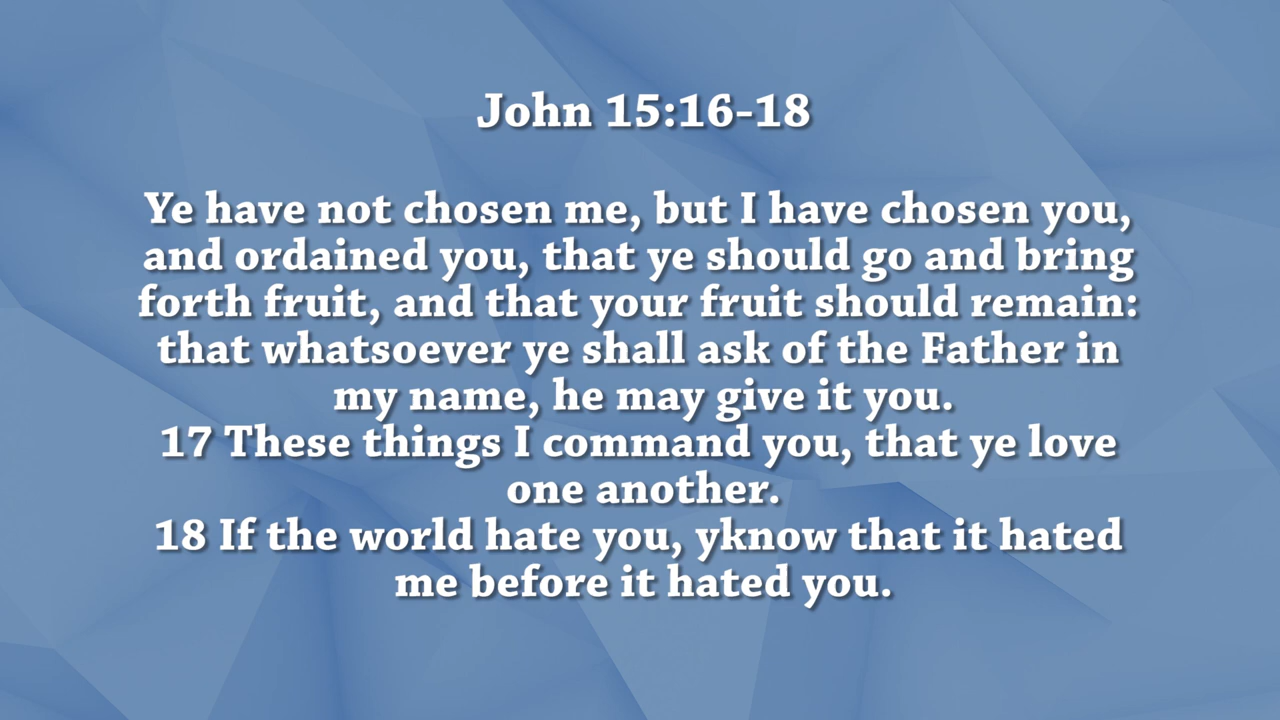 John 15:16-18
Ye have not chosen me, but I have chosen you,
and ordained you, that ye should go and bring
forth fruit, and that your fruit should remain:
that whatsoever ye shall ask of the Father in
my name, he may give it you.
17 These things I command you, that ye love
one another.
18 If the world hate you, yknow that it hated
me before it hated you.